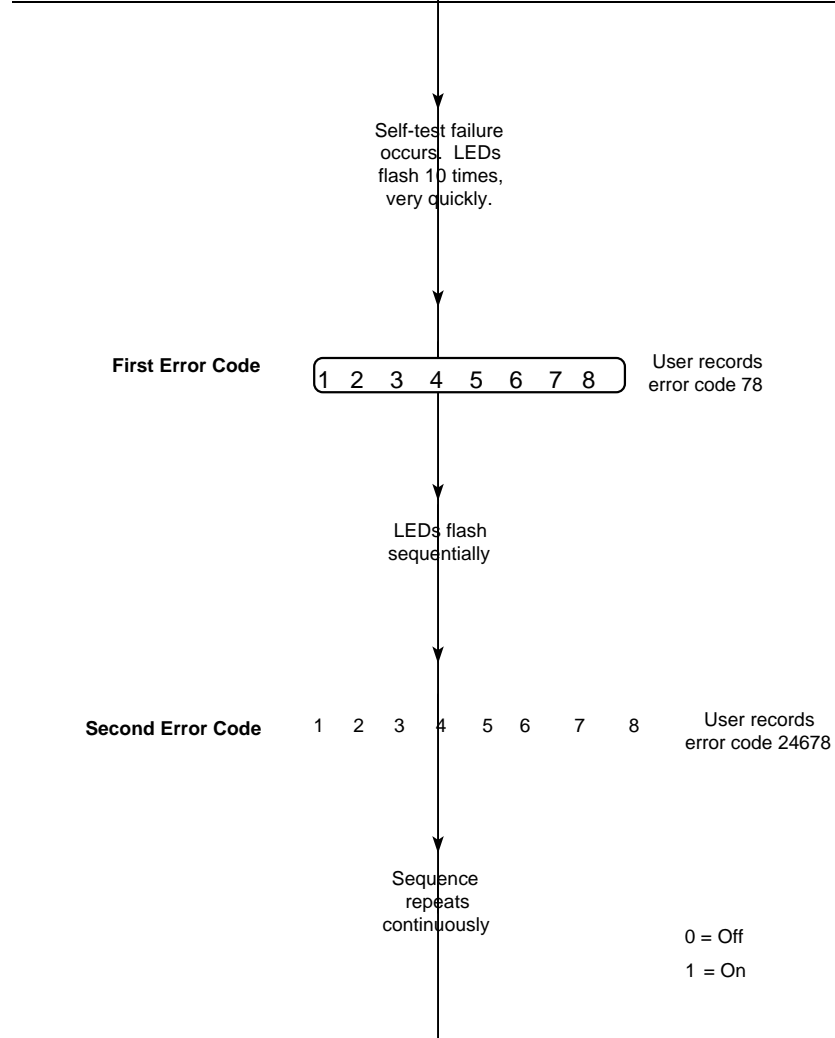 Self-test failure
occurs. LEDs
flash 10 times,
very quickly.
First Error Code
1 2 3 4 5 6 7 8
User records
error code 78
LEDs flash
sequentially
Second Error Code
1 2 3 4 5 6 7 8
User records
error code 24678
Sequence
repeats
continuously
0 = Off
1 = On